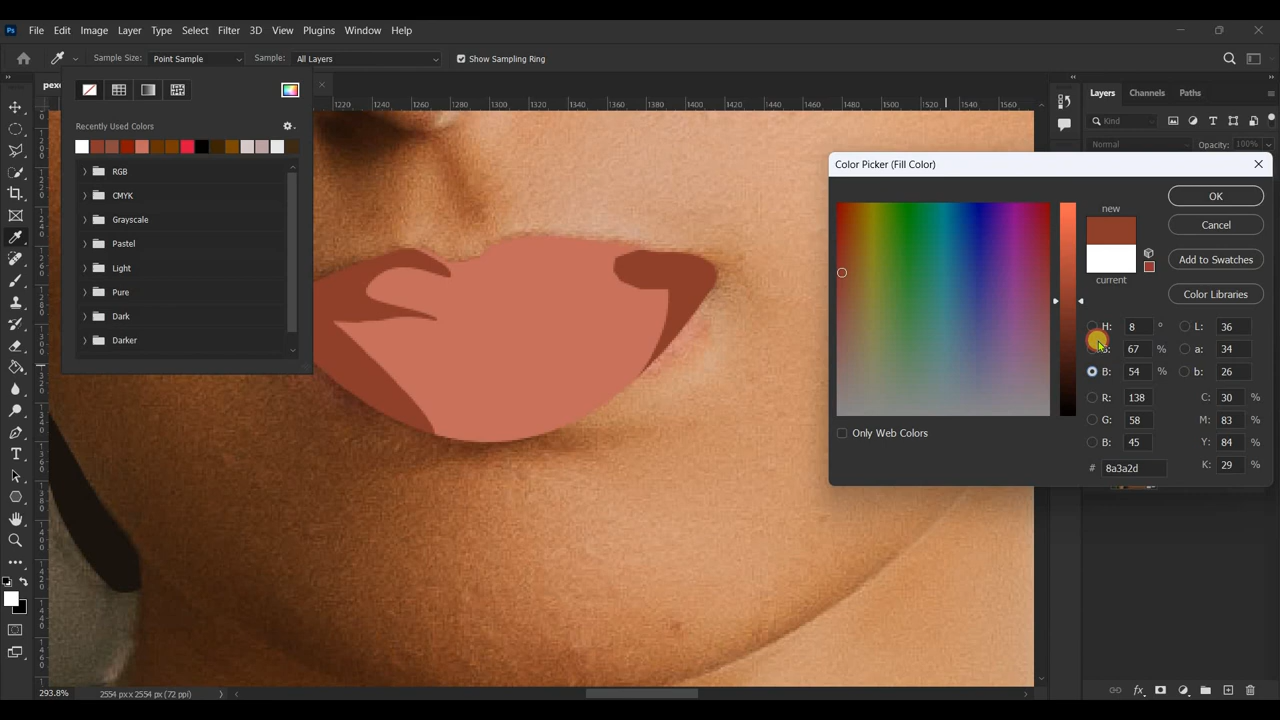 Ps File Edit Image Layer Type Select Filter 3D View Plugins Window Help
Sample Size: Point Sample Sample: All Layers Show Sampling Ring
1220 1240 1260 1280 1300 1320 1340 1360 1380 1400 1420 1440 1460 1480 1500 1520 1540 1560
Layers Channels Paths
Kind
Normal Opacity: 100%
Recently Used Colors
RGB
CMYK
Grayscale
Pastel
Light
Pure
Dark
Darker
Color Picker (Fill Color)
new
current
OK
Cancel
Add to Swatches
Color Libraries
H: 8 ° L: 36
S: 67 % a: 34
B: 54 % b: 26
R: 138 C: 30 %
G: 58 M: 83 %
B: 45 Y: 84 %
# 8a3a2d K: 29 %
Only Web Colors
293.8% 2554 px x 2554 px (72 ppi)
fx